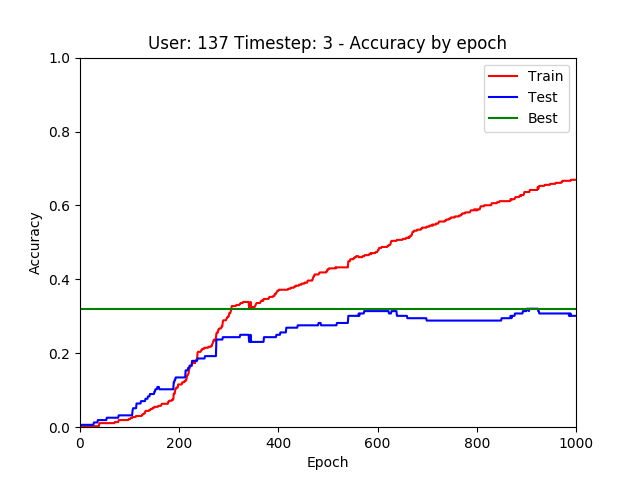 User: 137 Timestep: 3 - Accuracy by epoch
1.0
0.8
0.6
0.4
0.2
0.0
Accuracy
Train
Test
Best
0 200 400 600 800 1000
Epoch